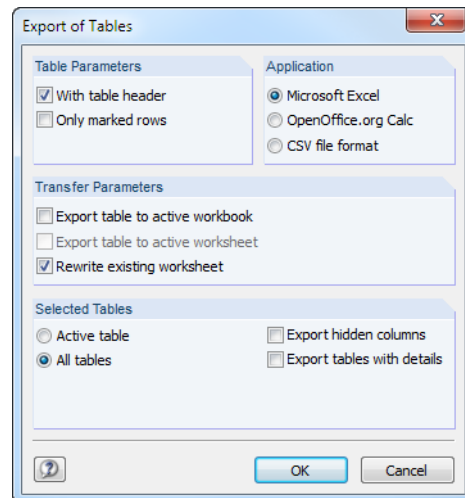 Export of Tables
Table Parameters
With table header
Only marked rows
Application
Microsoft Excel
OpenOffice.org Calc
CSV file format
Transfer Parameters
Export table to active workbook
Export table to active worksheet
Rewrite existing worksheet
Selected Tables
Active table
All tables
Export hidden columns
Export tables with details
OK
Cancel